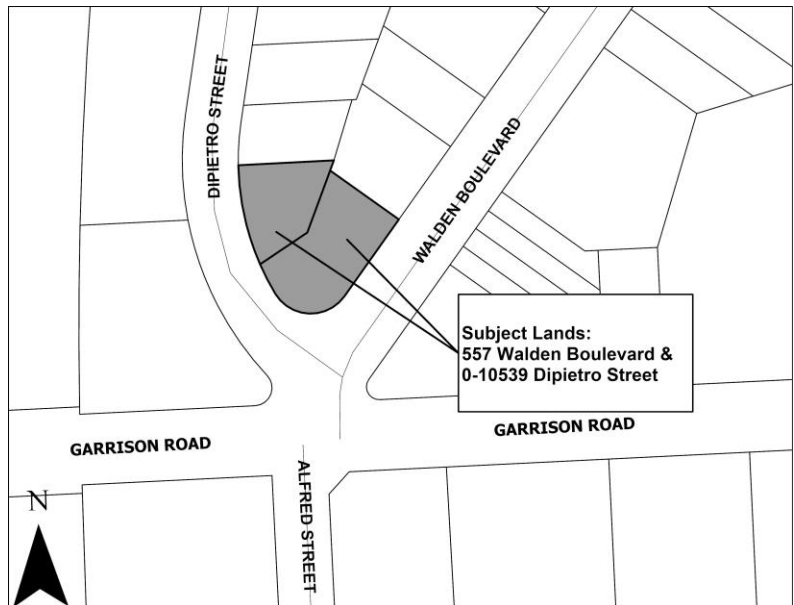 DIPIETRO STREET
WALDEN BOULEVARD
Subject Lands:
557 Walden Boulevard &
0-10539 Dipietro Street
GARRISON ROAD
GARRISON ROAD
ALFRED STREET
N